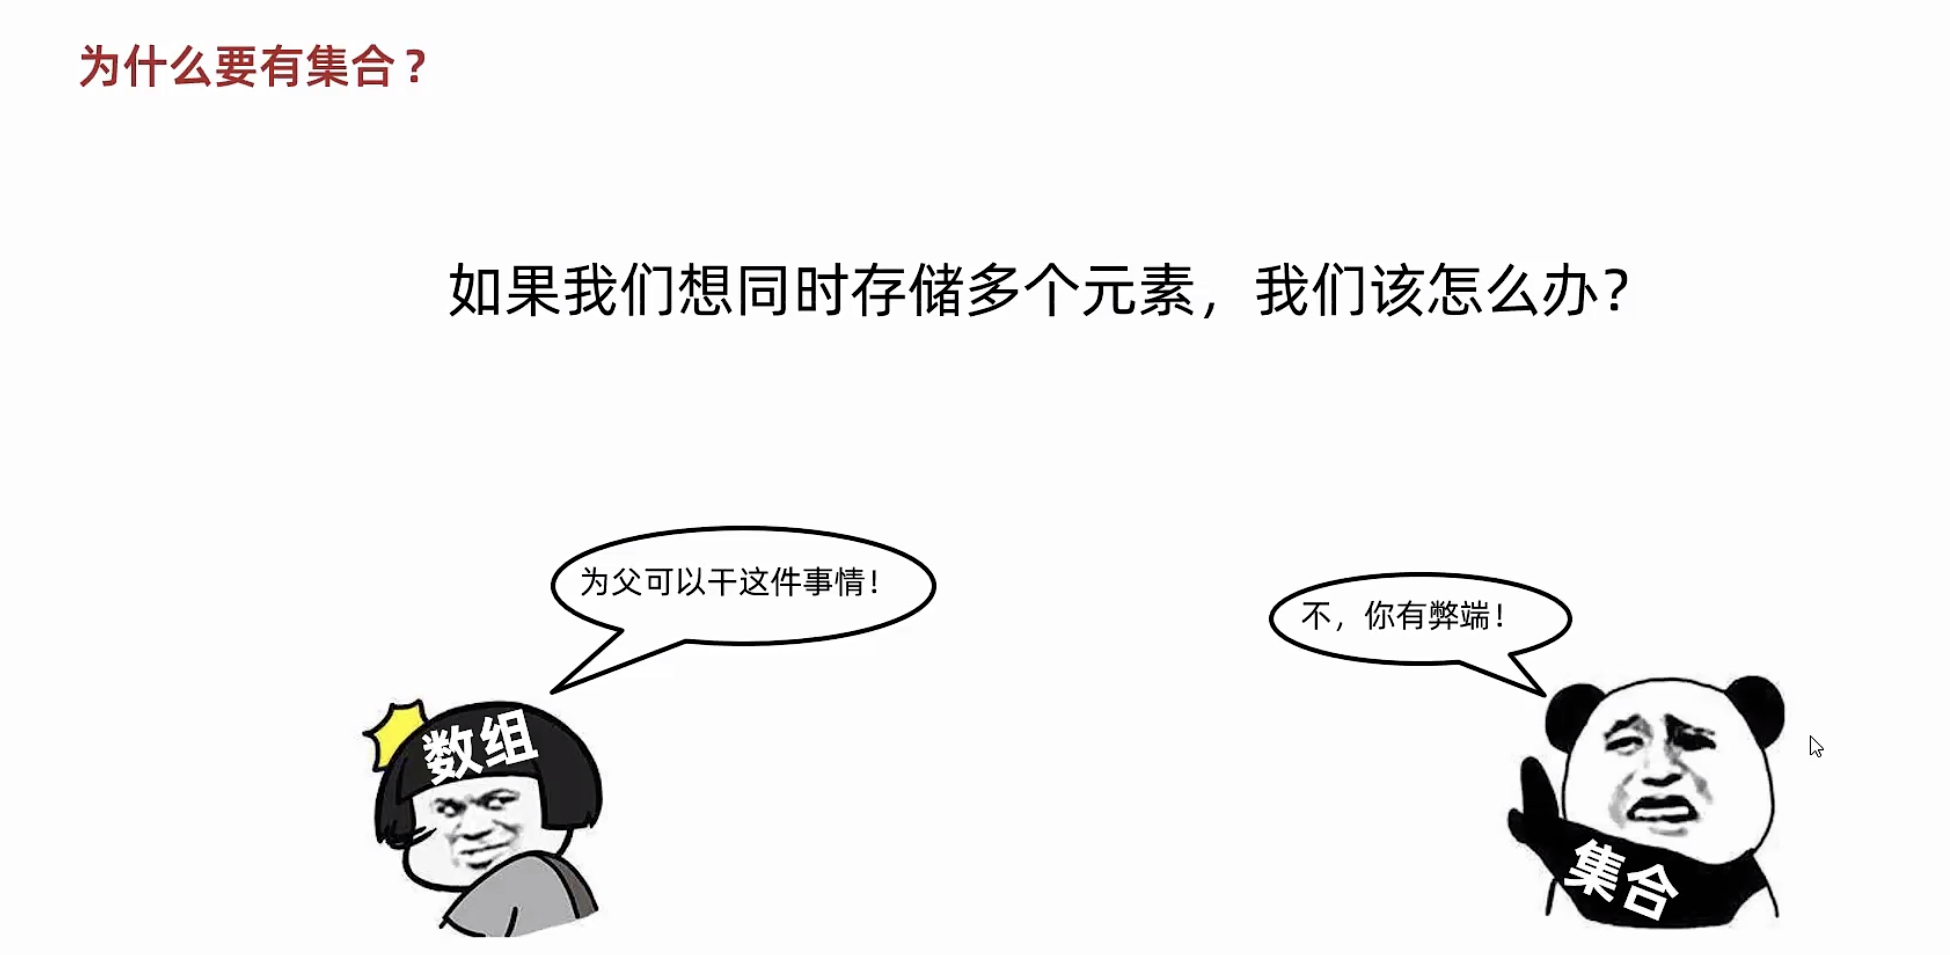 为什么要有集合？
如果我们想同时存储多个元素，我们该怎么办？
为父可以干这件事情！
不，你有弊端！
数组
集合